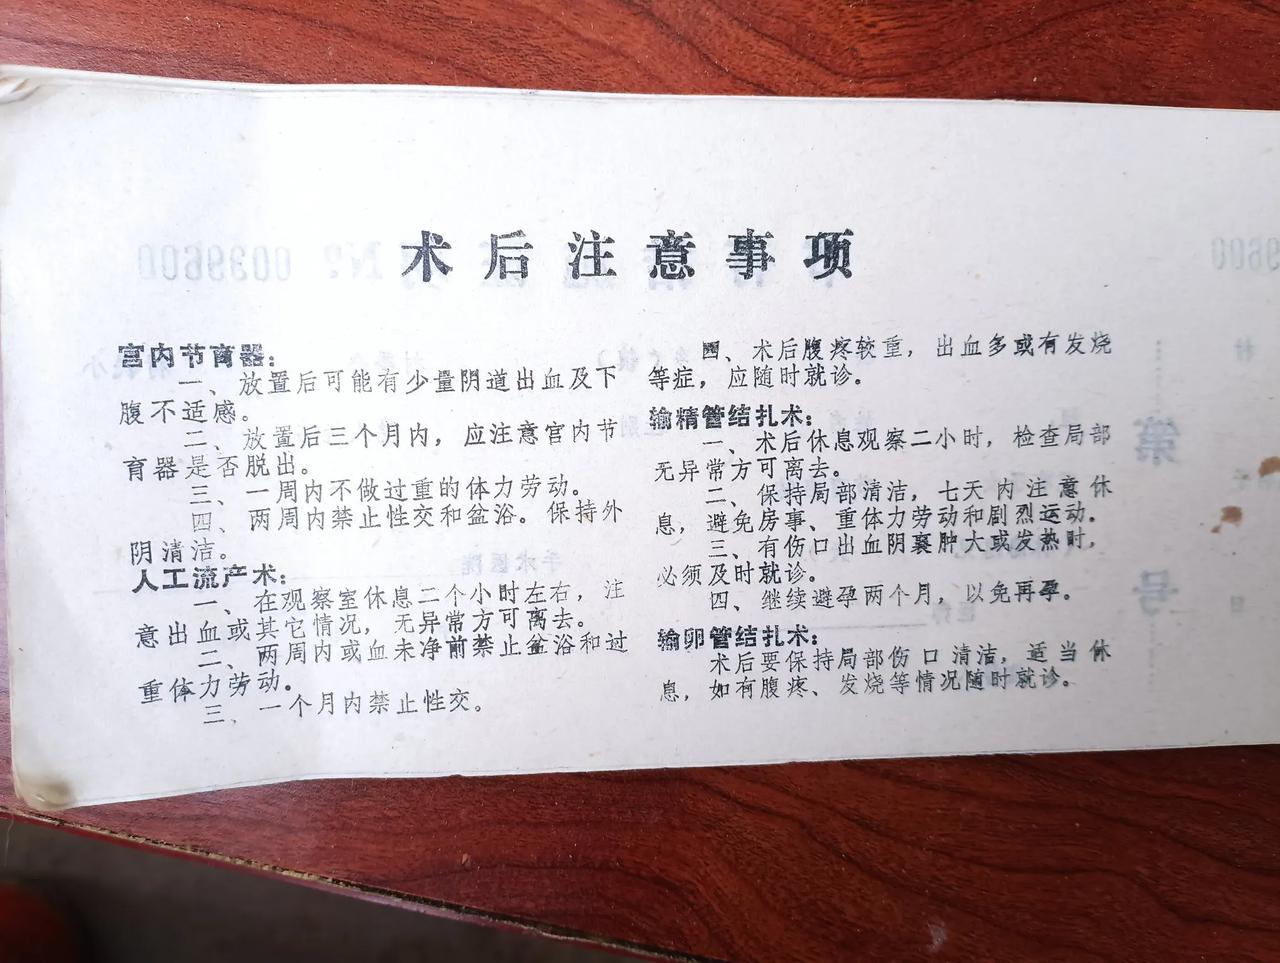 术后注意事项
宫内节育器：
一、放置后可能有少量阴道出血及下
腹不适感。
二、放置后三个月内，应注意宫内节
育器是否脱出。
三、一周内不做过重的体力劳动。
四、两周内禁止性交和盆浴。保持外
阴清洁。
人工流产术：
一、在观察室休息二个小时左右，注
意出血或其它情况，无异常方可离去。
二、两周内或血未净前禁止盆浴和过
重体力劳动。
三、一个月内禁止性交。
四、术后腹疼较重，出血多或有发烧
等症，应随时就诊。
输精管结扎术：
一、术后休息观察二小时，检查局部
无异常方可离去。
二、保持局部清洁，七天内注意休
息，避免房事、重体力劳动和剧烈运动。
三、有伤口出血阴襄肿大或发热时，
必须及时就诊。
四、继续避孕两个月，以免再孕。
输卵管结扎术：
术后要保持局部伤口清洁，适当休
息，如有腹疼、发烧等情况随时就诊。
No 0039600
第
号
手术医院